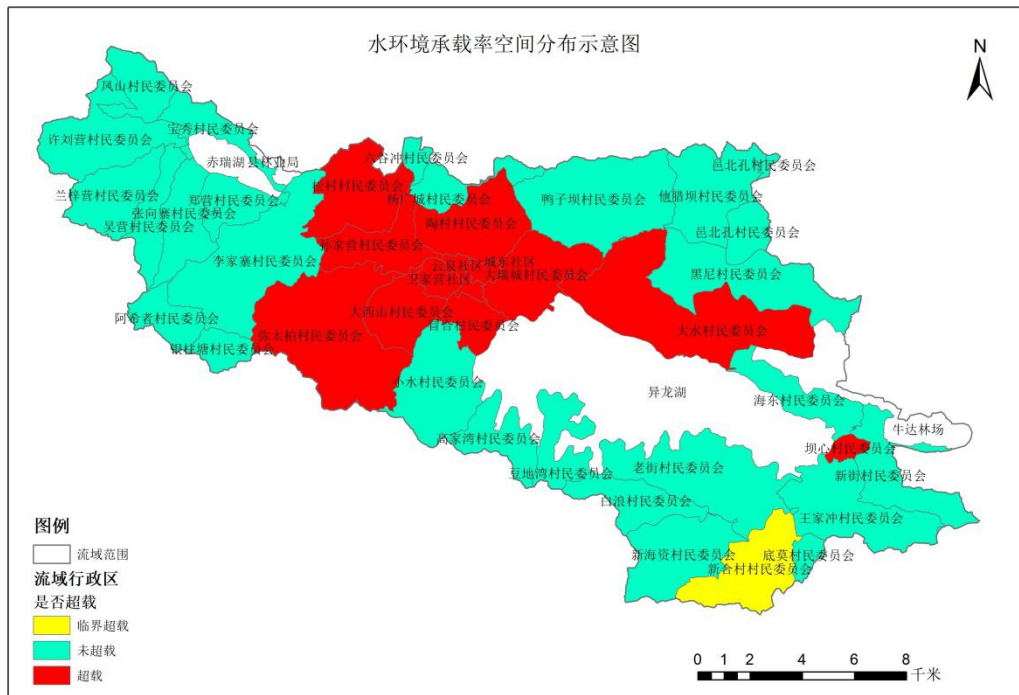 水环境承载率空间分布示意图
N
凤山村民委员会
宝秀村民委员会
许刘营村民委员会
赤瑞湖县林业局
六谷冲村民委员会
邑北孔村民委员会
兰梓营村民委员会
郑营村民委员会
杨广城村民委员会
鸭子坝村民委员会
他腊坝村民委员会
张向寨村民委员会
吴营村民委员会
陶村村民委员会
邑北孔村民委员会
孙家营村民委员会
李家寨村民委员会
云泉社区
城东社区
卫家营社区
大瑞城村民委员会
黑尼村民委员会
阿希者村民委员会
大西山村民委员会
弥太柏村民委员会
大水村民委员会
银柱塘村民委员会
小水村民委员会
异龙湖
海东村民委员会
牛达林场
高家湾村民委员会
坝心村民委员会
豆地湾村民委员会
老街村民委员会
新街村民委员会
白浪村民委员会
王家冲村民委员会
新海资村民委员会
底莫村民委员会
新合村村民委员会
图例
流域范围
流域行政区
是否超载
临界超载
未超载
超载
0 1 2 4 6 8
千米